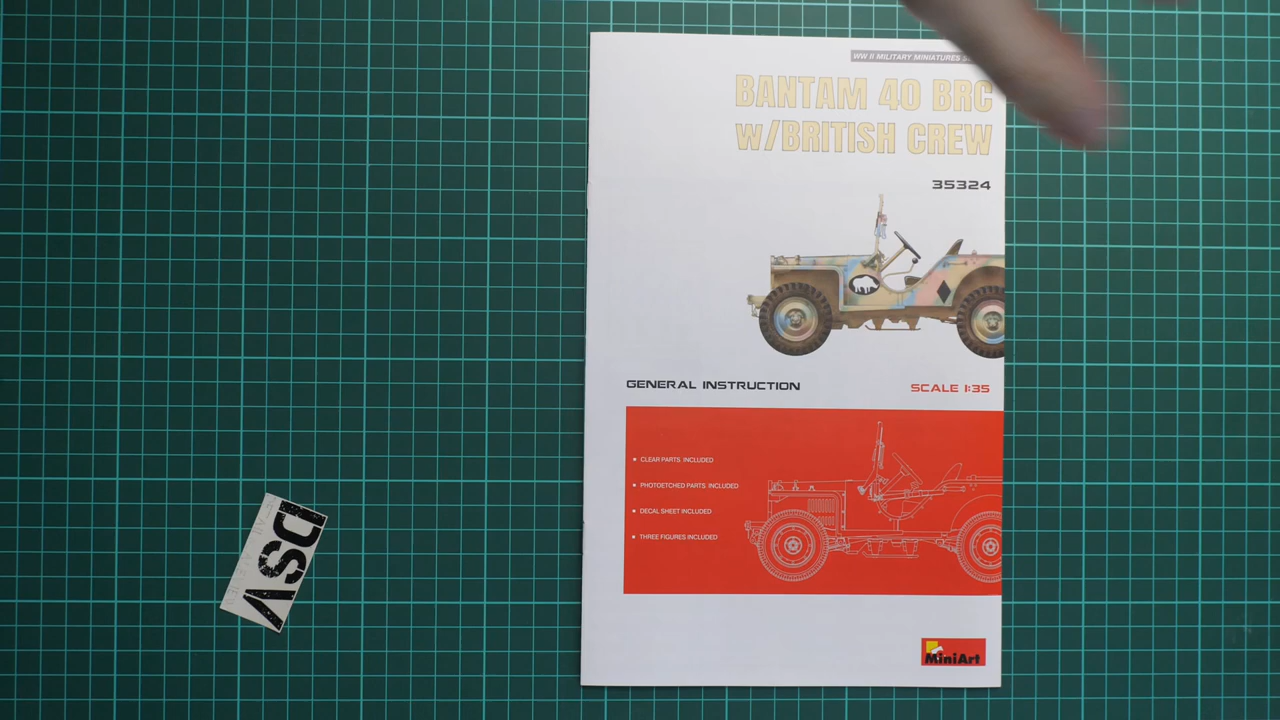 WW II MILITARY MINIATURES
BANTAM 40 BRC
w/BRITISH CREW
35324
GENERAL INSTRUCTION
SCALE 1:35
• CLEAR PARTS INCLUDED
• PHOTOETCHED PARTS INCLUDED
• DECAL SHEET INCLUDED
• THREE FIGURES INCLUDED
MiniArt
DSV